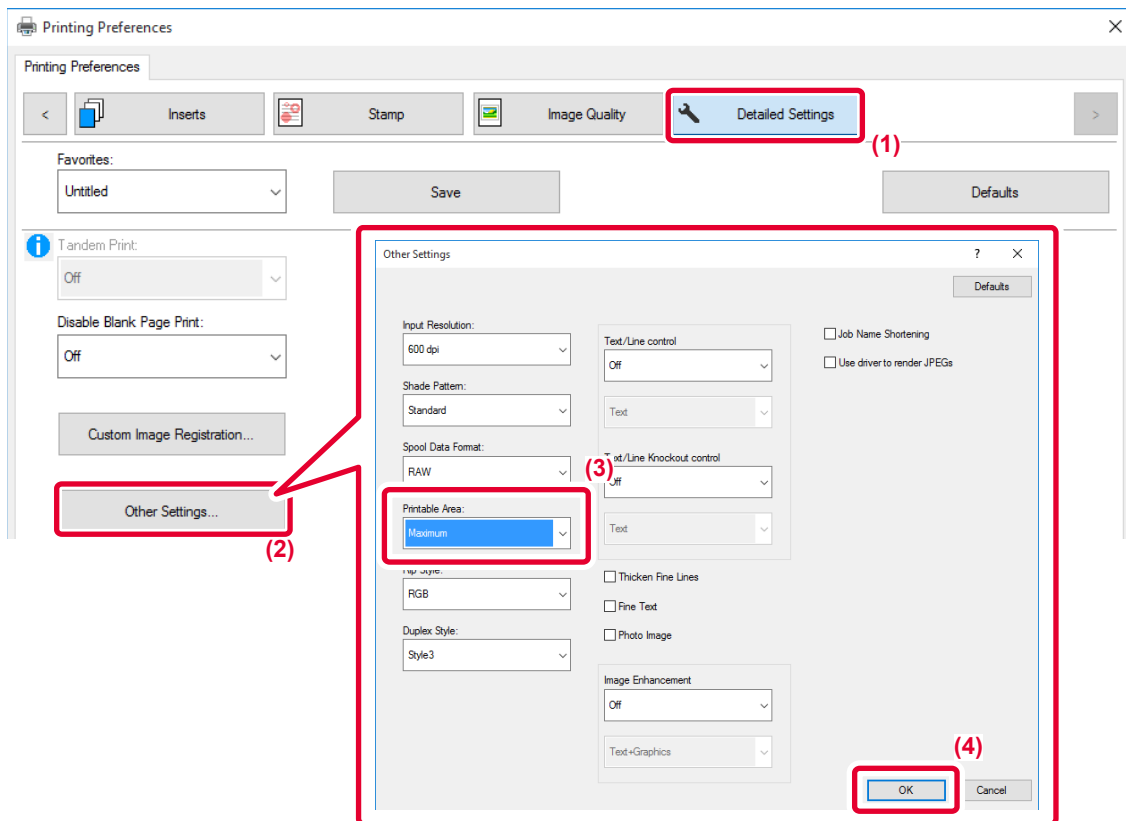 Printing Preferences
Printing Preferences
<
Inserts
Stamp
Image Quality
Detailed Settings
>
(1)
Favorites:
Untitled
Save
Defaults
Tandem Print:
Off
Disable Blank Page Print:
Off
Custom Image Registration...
Other Settings...
(2)
Other Settings
?
Defaults
Input Resolution:
600 dpi
Shade Pattern:
Standard
Spool Data Format:
RAW
(3)
Printable Area:
Maximum
Rip Style:
RGB
Duplex Style:
Style3
Text/Line control
Off
Text
Text/Line Knockout control
Off
Text
Thicken Fine Lines
Fine Text
Photo Image
Image Enhancement
Off
Text+Graphics
Job Name Shortening
Use driver to render JPEGs
(4)
OK
Cancel